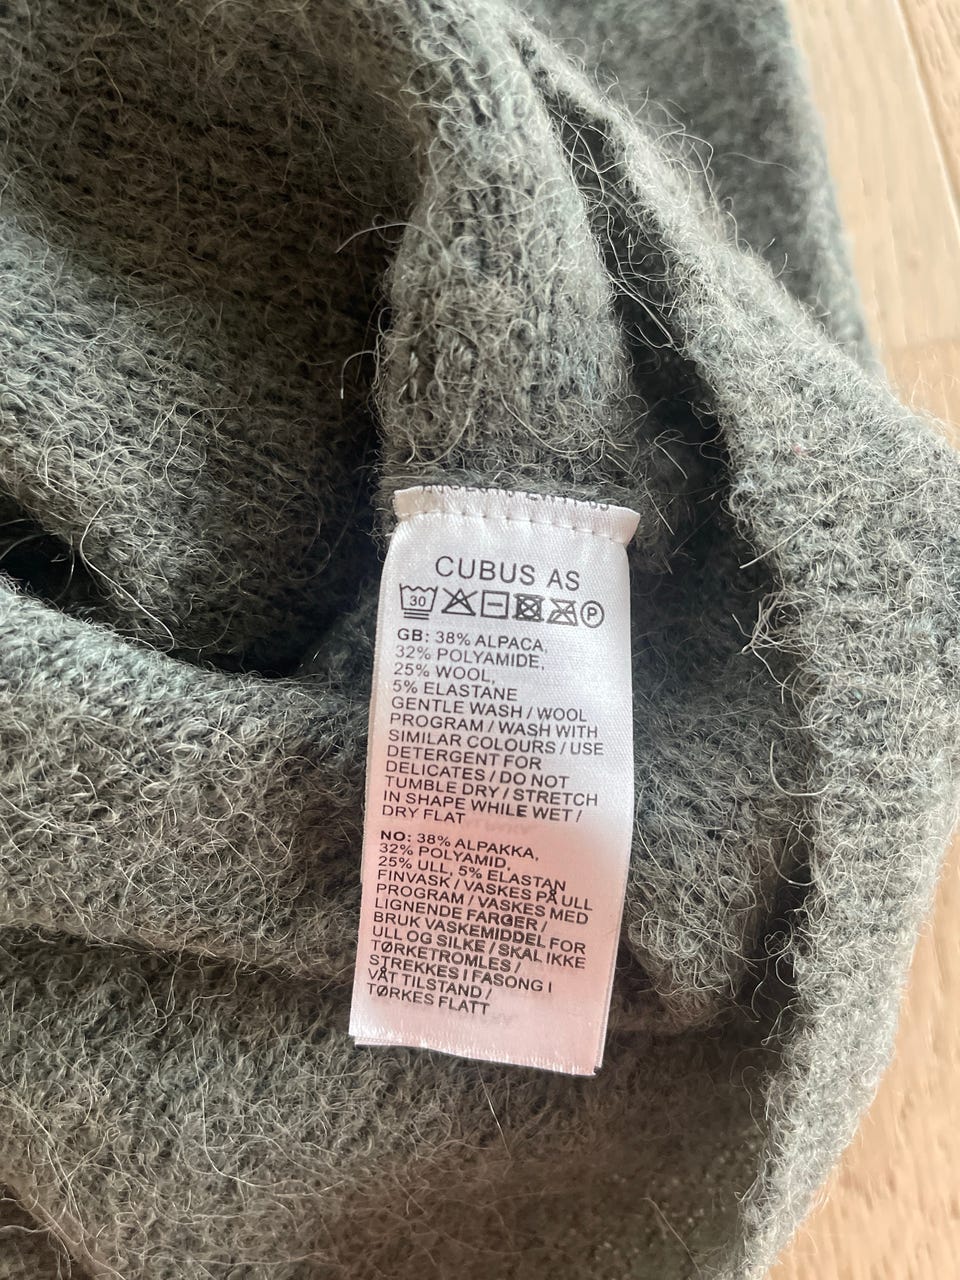 CUBUS AS
30 P
GB: 38% ALPACA,
32% POLYAMIDE,
25% WOOL,
5% ELASTANE
GENTLE WASH / WOOL
PROGRAM / WASH WITH
SIMILAR COLOURS / USE
DETERGENT FOR
DELICATES / DO NOT
TUMBLE DRY / STRETCH
IN SHAPE WHILE WET /
DRY FLAT
NO: 38% ALPAKKA,
32% POLYAMID,
25% ULL, 5% ELASTAN
FINVASK / VASKES PÅ ULL
PROGRAM / VASKES MED
LIGNENDE FARGER /
BRUK VASKEMIDDEL FOR
ULL OG SILKE / SKAL IKKE
TØRKETROMLES /
STREKKES I FASONG I
VÅT TILSTAND /
TØRKES FLATT